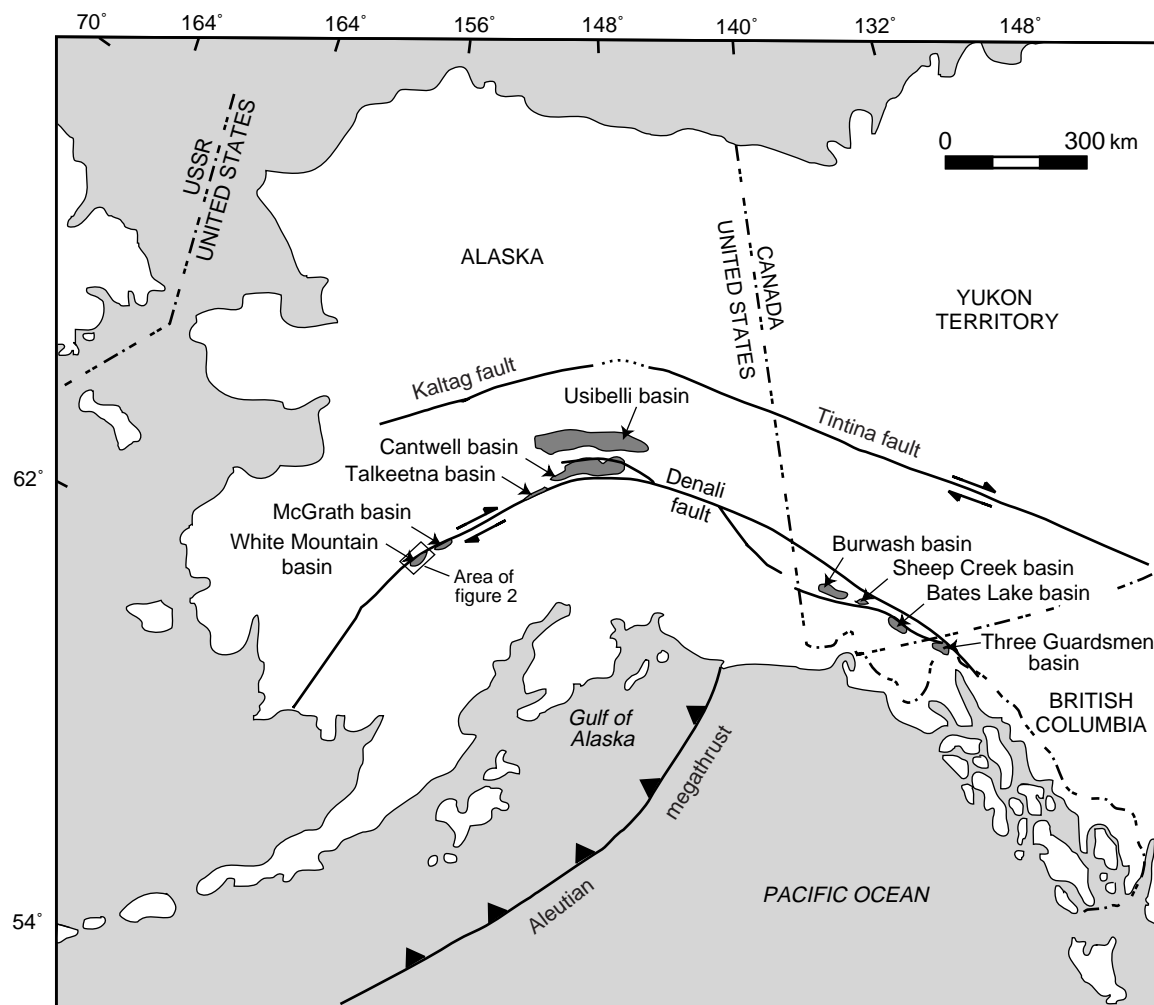 70°
164°
164°
156°
148°
140°
132°
148°
USSR
UNITED STATES
0
300 km
ALASKA
CANADA
UNITED STATES
YUKON
TERRITORY
Kaltag fault
Usibelli basin
Tintina fault
Cantwell basin
62°
Talkeetna basin
Denali
fault
McGrath basin
White Mountain
basin
Area of
figure 2
Burwash basin
Sheep Creek basin
Bates Lake basin
Three Guardsmen
basin
BRITISH
COLUMBIA
Gulf of
Alaska
megathrust
Aleutian
PACIFIC OCEAN
54°